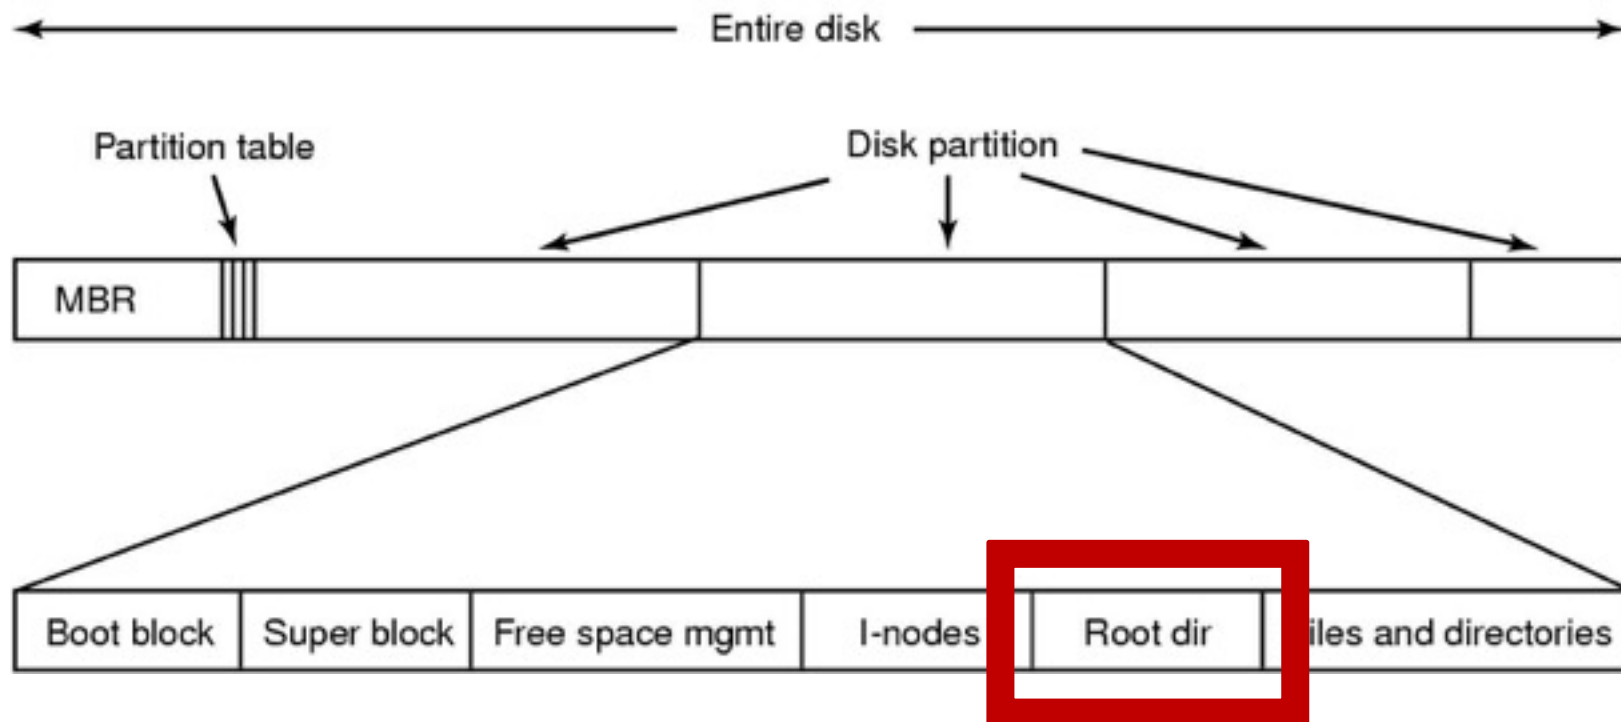 Entire disk
Partition table
Disk partition
MBR
Boot block
Super block
Free space mgmt
I-nodes
Root dir
iles and directories